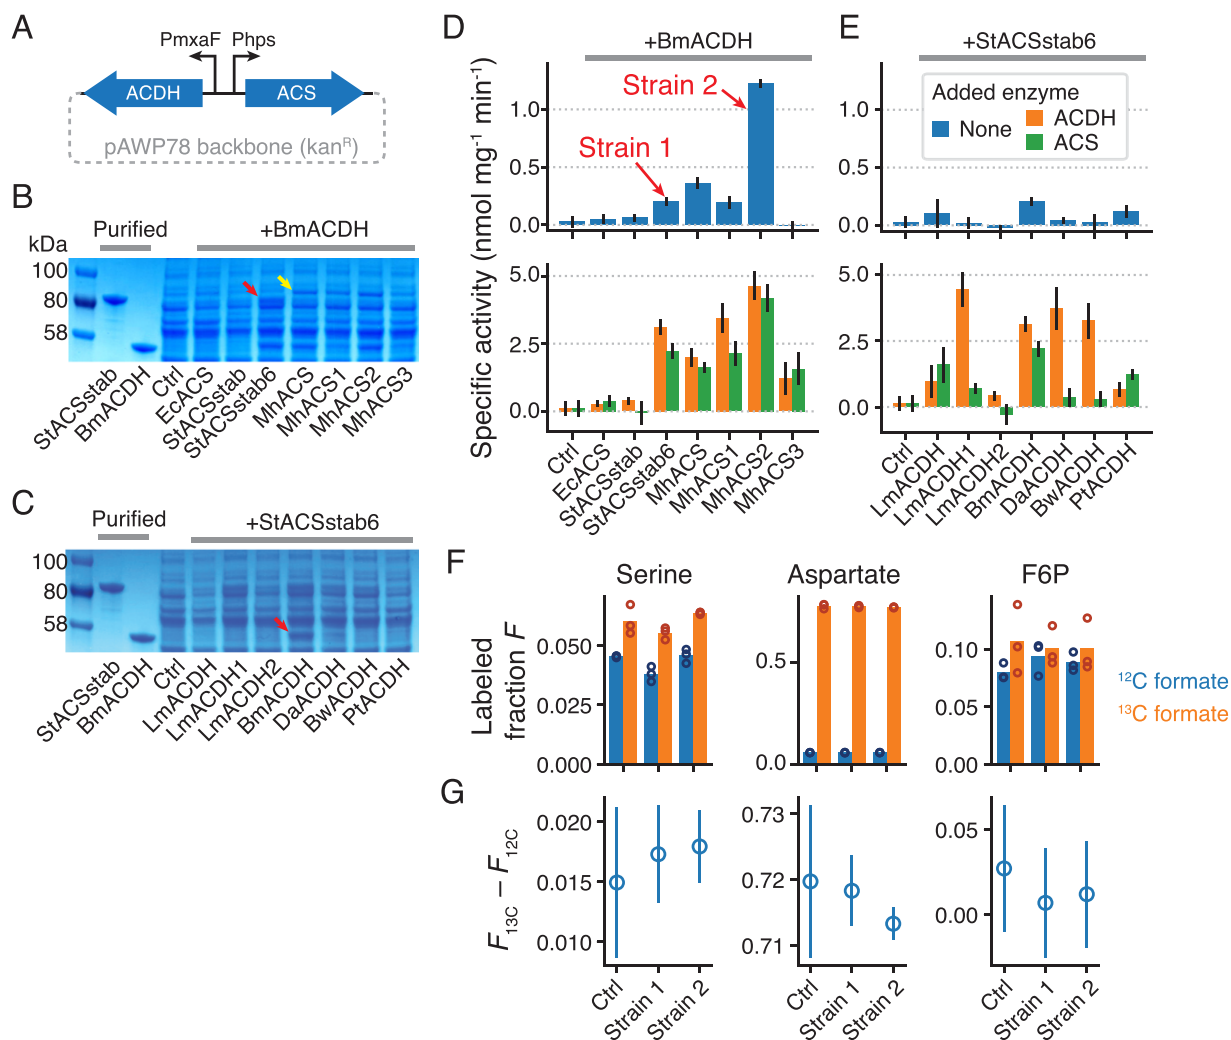 A
PmxaF
Phps
ACDH
ACS
pAWP78 backbone (kanᴿ)
B
Purified
kDa
+BmACDH
100
80
58
StACSstab
BmACDH
Ctrl
EcACS
StACSstab
StACSstab6
MhACS
MhACS1
MhACS2
MhACS3
C
Purified
+StACSstab6
100
80
58
StACSstab
BmACDH
Ctrl
LmACDH
LmACDH1
LmACDH2
BmACDH
DaACDH
BwACDH
PtACDH
D
+BmACDH
Specific activity (nmol mg⁻¹ min⁻¹)
Strain 2
Strain 1
1.0
0.5
0.0
5.0
2.5
0.0
Ctrl
EcACS
StACSstab
StACSstab6
MhACS
MhACS1
MhACS2
MhACS3
E
+StACSstab6
Added enzyme
None
ACDH
ACS
1.0
0.5
0.0
5.0
2.5
0.0
Ctrl
LmACDH
LmACDH1
LmACDH2
BmACDH
DaACDH
BwACDH
PtACDH
F
Serine
Aspartate
F6P
Labeled
fraction F
0.050
0.025
0.000
0.5
0.0
0.10
0.05
0.00
¹²C formate
¹³C formate
G
F₁₃C − F₁₂C
0.020
0.015
0.010
0.73
0.72
0.71
0.05
0.00
Ctrl
Strain 1
Strain 2
Ctrl
Strain 1
Strain 2
Ctrl
Strain 1
Strain 2